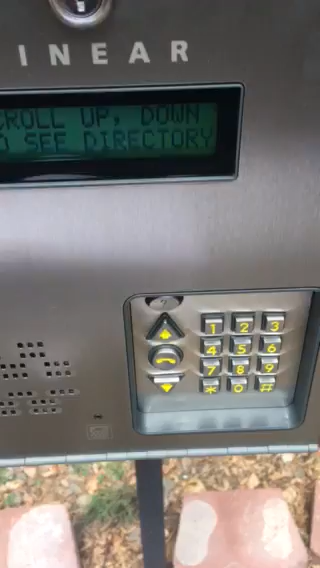 INEAR
CROLL UP, DOWN
O SEE DIRECTORY
?
1 2 3
4 5 6
7 8 9
* 0 #